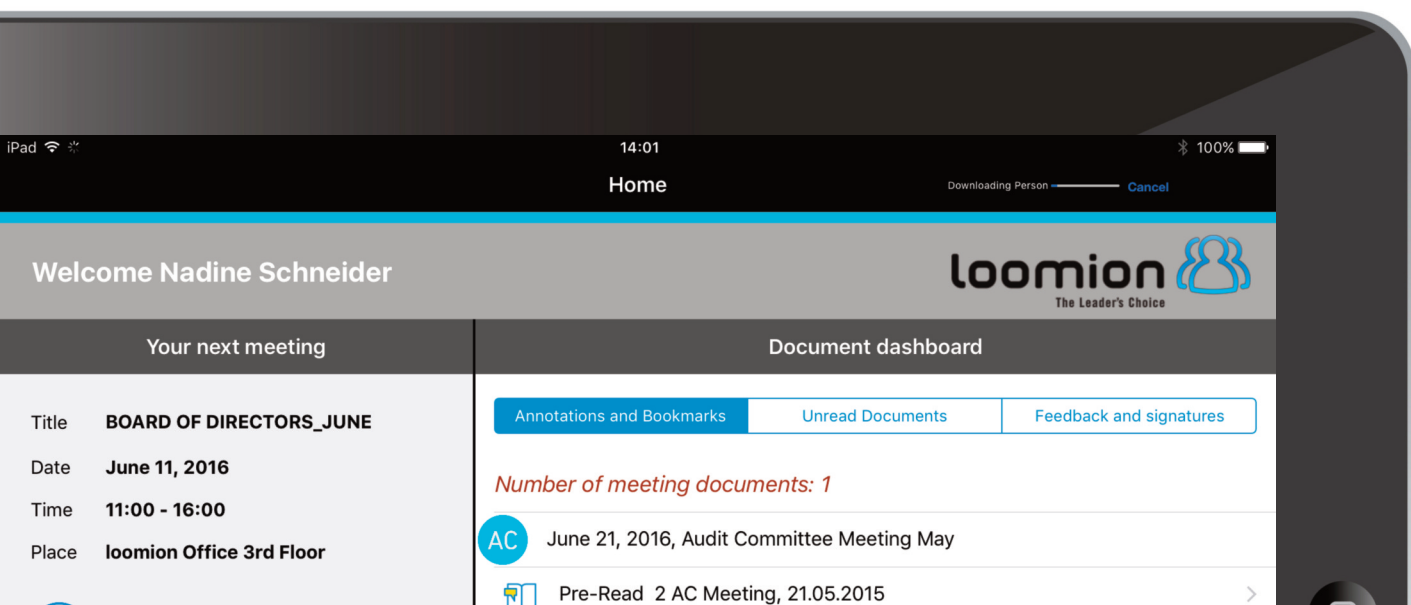 iPad 14:01 100%
Home Downloading Person Cancel
Welcome Nadine Schneider
loomion
The Leader's Choice
Your next meeting
Document dashboard
Title BOARD OF DIRECTORS_JUNE
Date June 11, 2016
Time 11:00 - 16:00
Place loomion Office 3rd Floor
Annotations and Bookmarks Unread Documents Feedback and signatures
Number of meeting documents: 1
AC June 21, 2016, Audit Committee Meeting May
Pre-Read 2 AC Meeting, 21.05.2015